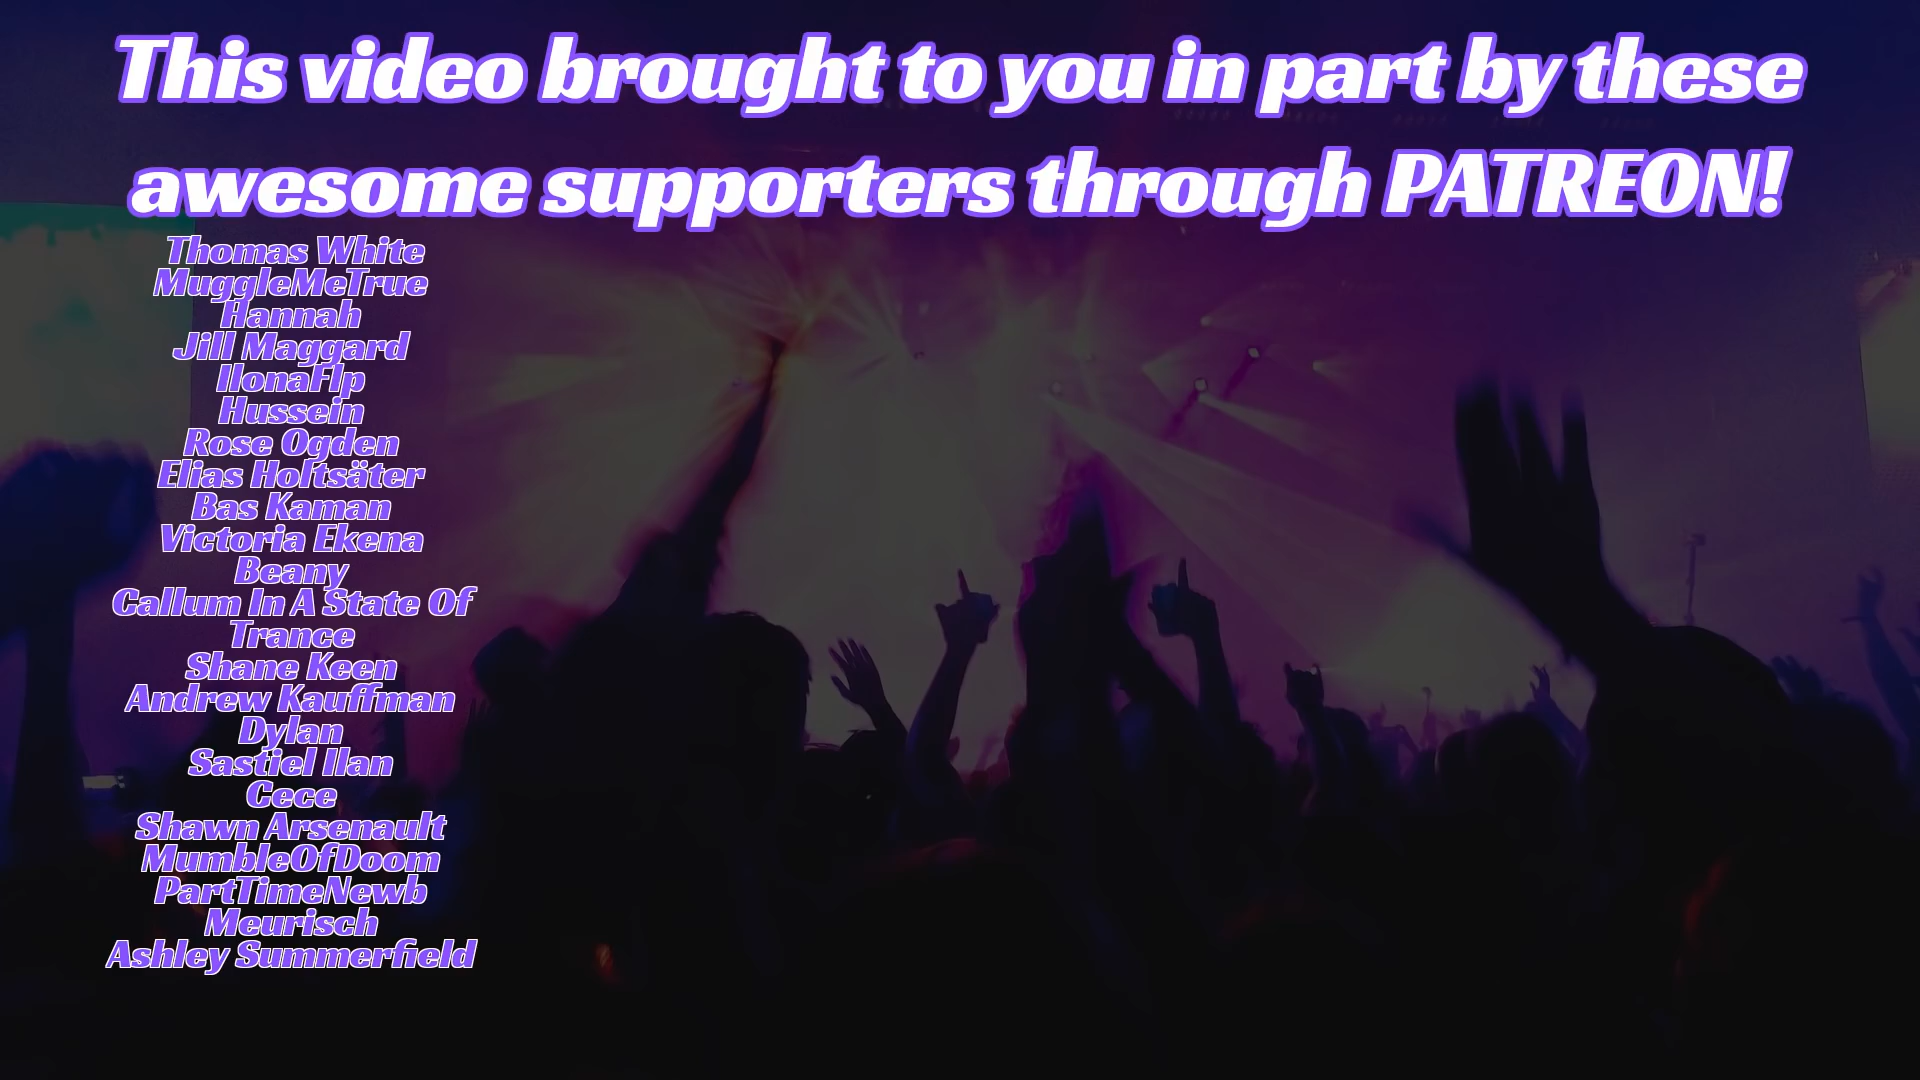 This video brought to you in part by these
awesome supporters through PATREON!
Thomas White
MuggleMeTrue
Hannah
Jill Maggard
IlonaFlp
Hussein
Rose Ogden
Elias Holtsäter
Bas Kaman
Victoria Ekena
Beany
Callum In A State Of
Trance
Shane Keen
Andrew Kauffman
Dylan
Sastiel Ilan
Cece
Shawn Arsenault
MumbleOfDoom
PartTimeNewb
Meurisch
Ashley Summerfield